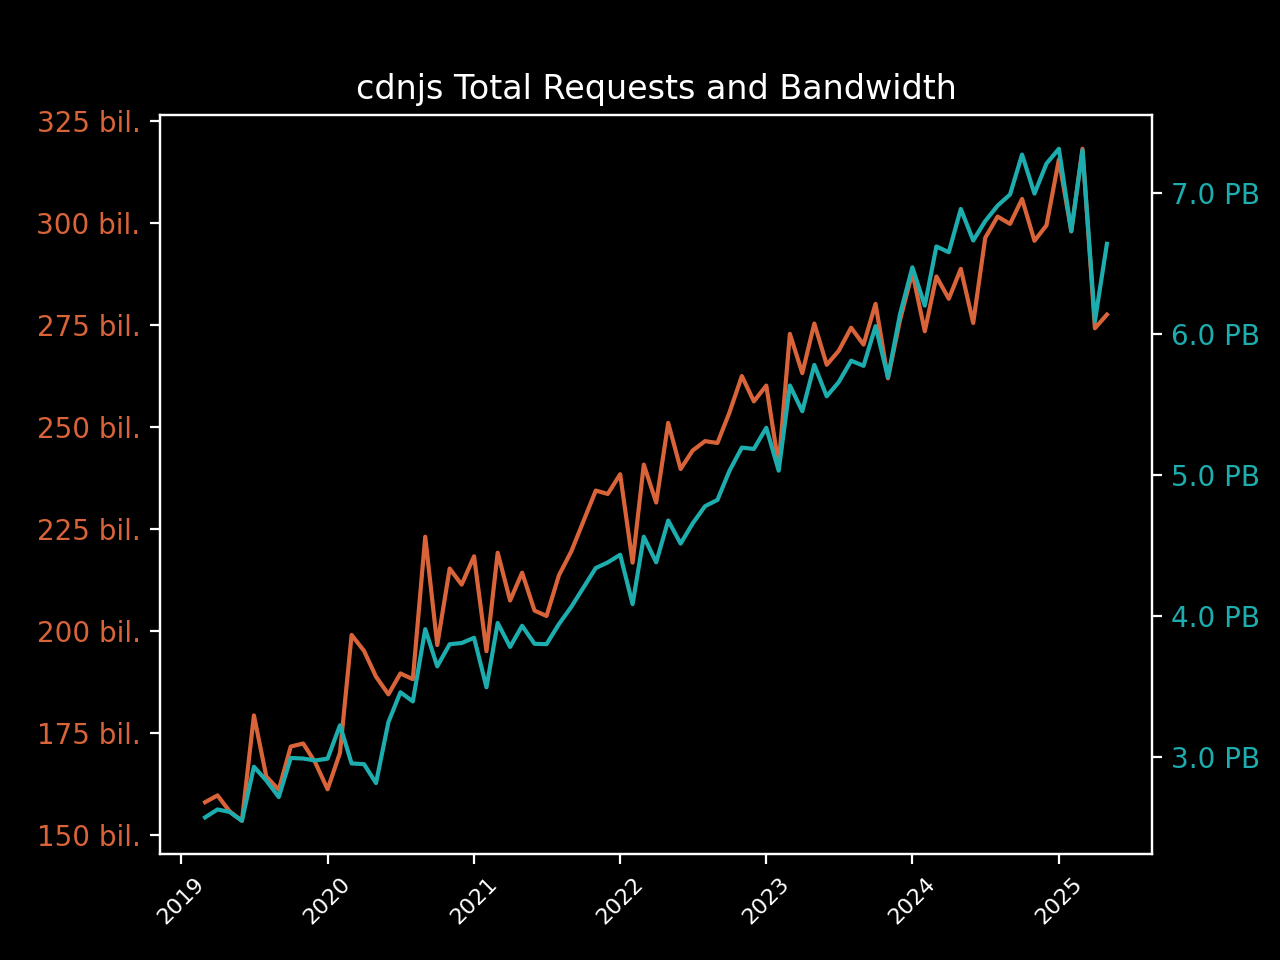 cdnjs Total Requests and Bandwidth
325 bil.
300 bil.
275 bil.
250 bil.
225 bil.
200 bil.
175 bil.
150 bil.
7.0 PB
6.0 PB
5.0 PB
4.0 PB
3.0 PB
2019
2020
2021
2022
2023
2024
2025